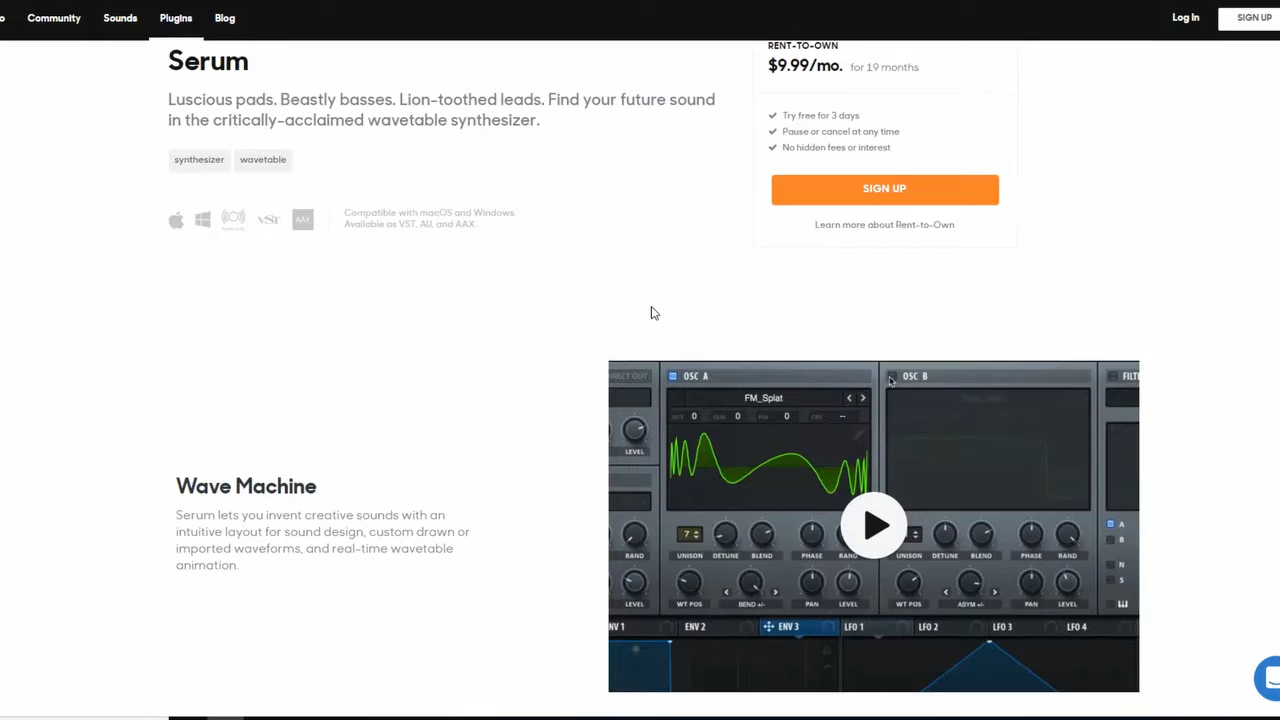 Community Sounds Plugins Blog Log In SIGN UP
Serum
Luscious pads. Beastly basses. Lion-toothed leads. Find your future sound
in the critically-acclaimed wavetable synthesizer.
synthesizer wavetable
VST AAX
Compatible with macOS and Windows.
Available as VST, AU, and AAX.
RENT-TO-OWN
$9.99/mo. for 19 months
Try free for 3 days
Pause or cancel at any time
No hidden fees or interest
SIGN UP
Learn more about Rent-to-Own
Wave Machine
Serum lets you invent creative sounds with an
intuitive layout for sound design, custom drawn or
imported waveforms, and real-time wavetable
animation.
OSC A OSC B
FM_Splat
0 0 0 --
LEVEL
7
RAND UNISON DETUNE BLEND PHASE RAND UNISON DETUNE BLEND PHASE RAND
A
B
N
S
LEVEL WT POS BEND +/- PAN LEVEL WT POS ASYM +/- PAN LEVEL
ENV 2 ENV 3 LFO 1 LFO 2 LFO 3 LFO 4